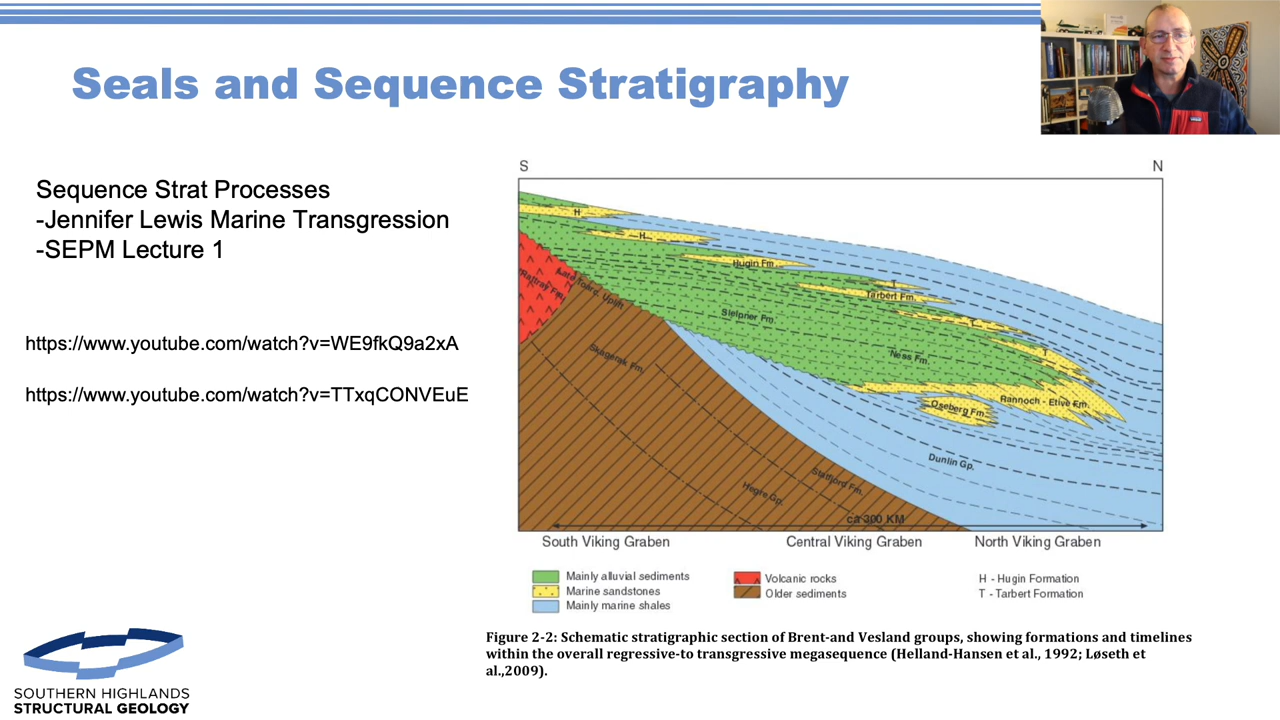 Seals and Sequence Stratigraphy
Sequence Strat Processes
-Jennifer Lewis Marine Transgression
-SEPM Lecture 1
https://www.youtube.com/watch?v=WE9fkQ9a2xA
https://www.youtube.com/watch?v=TTxqCONVEuE
S
N
H
H
Hugin Fm.
T
Tarbert Fm.
T
T
Rattray Fm.
Late Toarc. Uplift
Sleipner Fm.
Ness Fm.
Skagerak Fm.
Oseberg Fm.
Rannoch - Etive Fm.
Dunlin Gp.
Statfjord Fm.
Hegre Gp.
ca 300 KM
South Viking Graben
Central Viking Graben
North Viking Graben
Mainly alluvial sediments
Marine sandstones
Mainly marine shales
Volcanic rocks
Older sediments
H - Hugin Formation
T - Tarbert Formation
Figure 2-2: Schematic stratigraphic section of Brent-and Vesland groups, showing formations and timelines
within the overall regressive-to transgressive megasequence (Helland-Hansen et al., 1992; Løseth et
al.,2009).
SOUTHERN HIGHLANDS
STRUCTURAL GEOLOGY